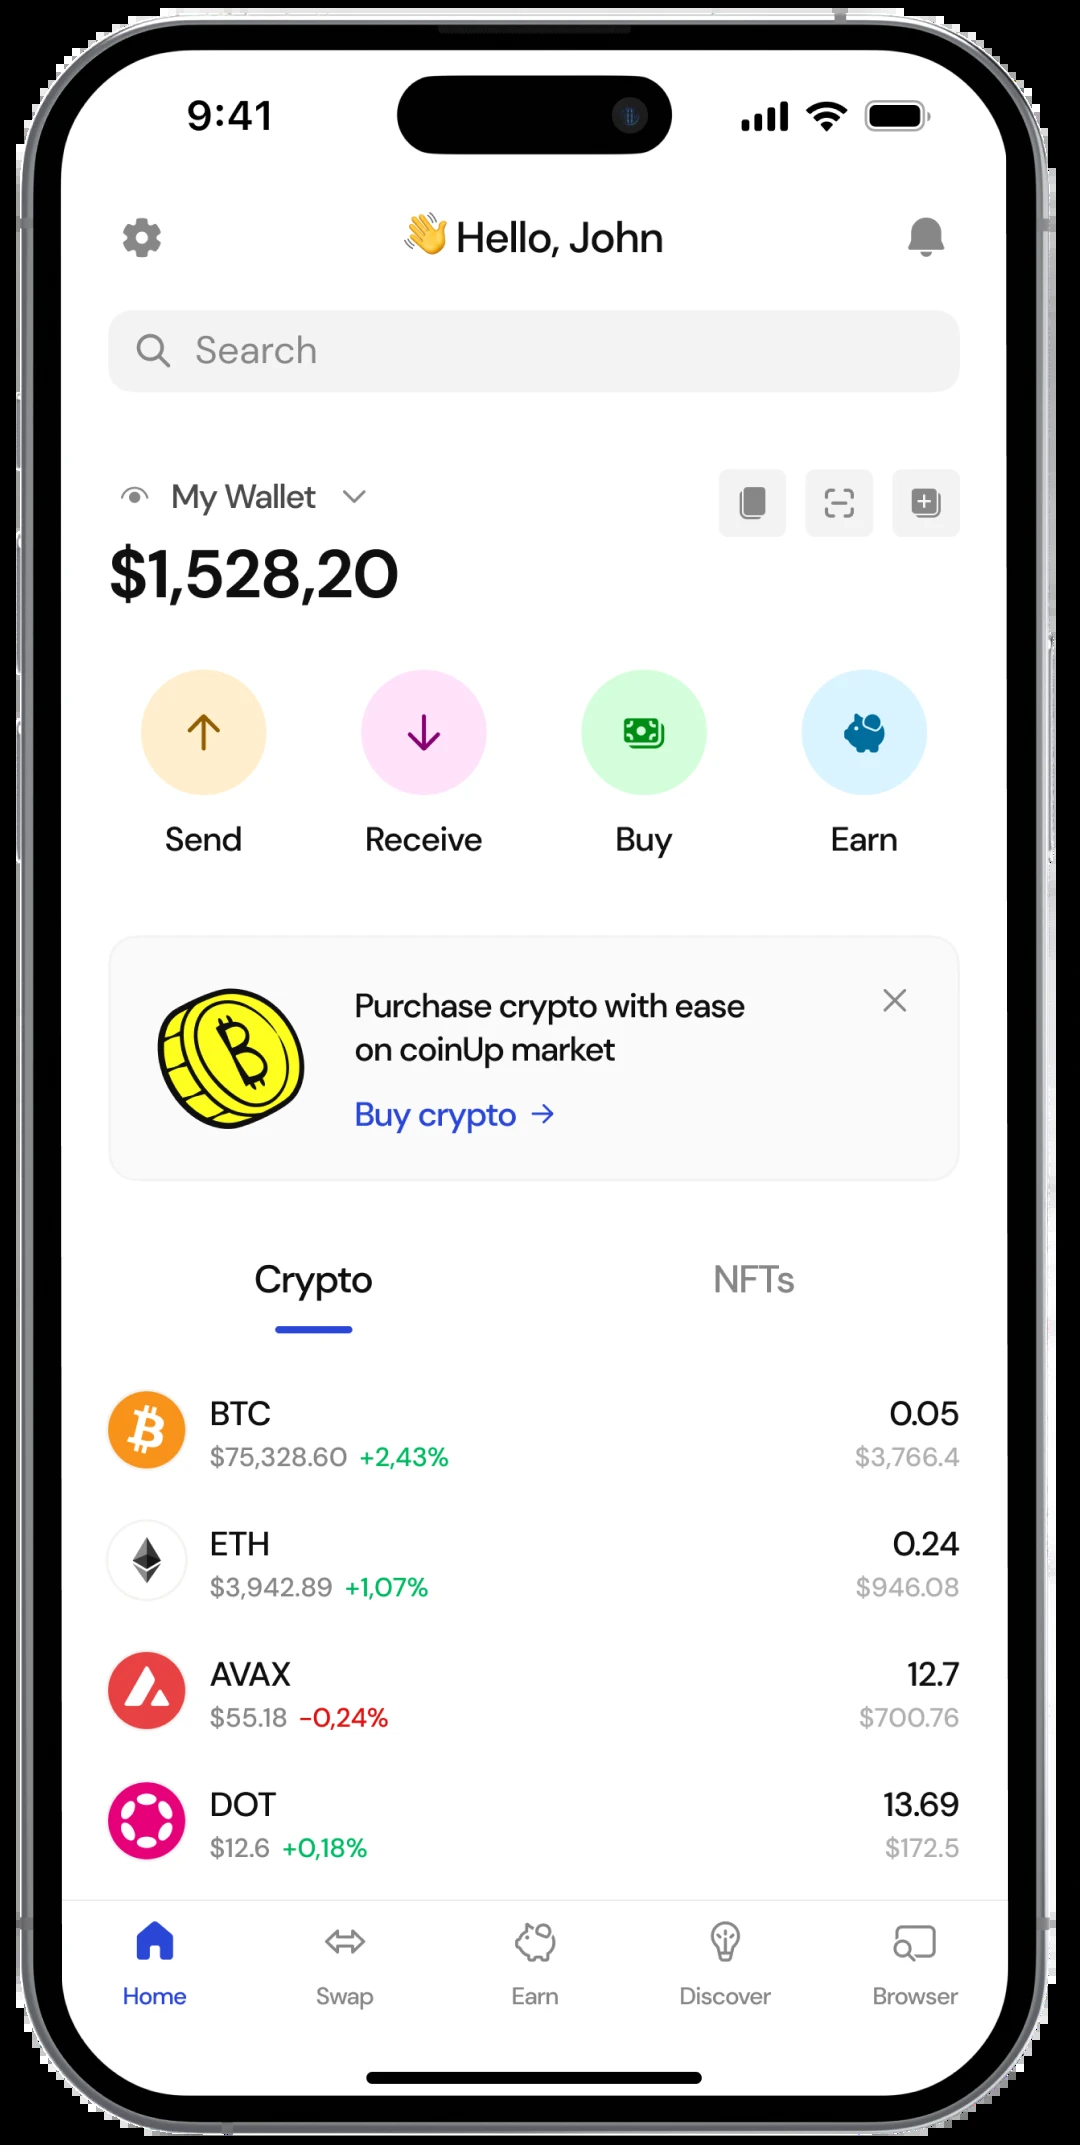 9:41
👋 Hello, John
Search
My Wallet
$1,528,20
Send
Receive
Buy
Earn
Purchase crypto with ease
on coinUp market
Buy crypto →
Crypto
NFTs
BTC
0.05
$75,328.60 +2,43%
$3,766.4
ETH
0.24
$3,942.89 +1,07%
$946.08
AVAX
12.7
$55.18 -0,24%
$700.76
DOT
13.69
$12.6 +0,18%
$172.5
Home
Swap
Earn
Discover
Browser